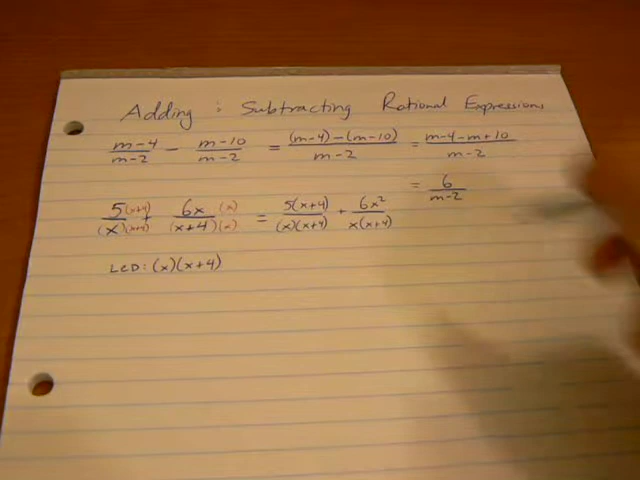 Adding : Subtracting Rational Expressions
(m-4)/(m-2) - (m-10)/(m-2) = ((m-4)-(m-10))/(m-2) = (m-4-m+10)/(m-2)
= 6/(m-2)
5(x+4)/(x)(x+4) + 6x(x)/(x+4)(x) = 5(x+4)/(x)(x+4) + 6x²/x(x+4)
LCD: (x)(x+4)